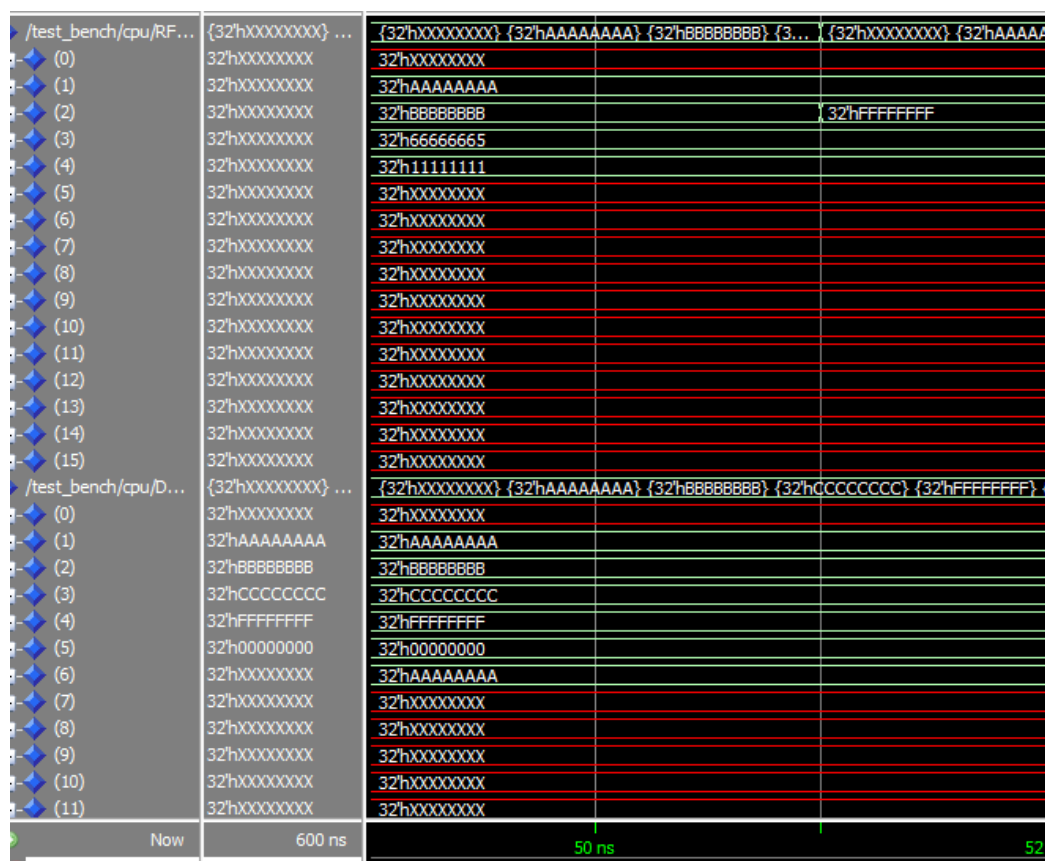 /test_bench/cpu/RF... {32'hXXXXXXXX} ... {32'hXXXXXXXX} {32'hAAAAAAAA} {32'hBBBBBBBB} {3... {32'hXXXXXXXX} {32'hAAAAA
(0) 32'hXXXXXXXX 32'hXXXXXXXX
(1) 32'hXXXXXXXX 32'hAAAAAAAA
(2) 32'hXXXXXXXX 32'hBBBBBBBB 32'hFFFFFFFF
(3) 32'hXXXXXXXX 32'h66666665
(4) 32'hXXXXXXXX 32'h11111111
(5) 32'hXXXXXXXX 32'hXXXXXXXX
(6) 32'hXXXXXXXX 32'hXXXXXXXX
(7) 32'hXXXXXXXX 32'hXXXXXXXX
(8) 32'hXXXXXXXX 32'hXXXXXXXX
(9) 32'hXXXXXXXX 32'hXXXXXXXX
(10) 32'hXXXXXXXX 32'hXXXXXXXX
(11) 32'hXXXXXXXX 32'hXXXXXXXX
(12) 32'hXXXXXXXX 32'hXXXXXXXX
(13) 32'hXXXXXXXX 32'hXXXXXXXX
(14) 32'hXXXXXXXX 32'hXXXXXXXX
(15) 32'hXXXXXXXX 32'hXXXXXXXX
/test_bench/cpu/D... {32'hXXXXXXXX} ... {32'hXXXXXXXX} {32'hAAAAAAAA} {32'hBBBBBBBB} {32'hCCCCCCCC} {32'hFFFFFFFF}
(0) 32'hXXXXXXXX 32'hXXXXXXXX
(1) 32'hAAAAAAAA 32'hAAAAAAAA
(2) 32'hBBBBBBBB 32'hBBBBBBBB
(3) 32'hCCCCCCCC 32'hCCCCCCCC
(4) 32'hFFFFFFFF 32'hFFFFFFFF
(5) 32'h00000000 32'h00000000
(6) 32'hXXXXXXXX 32'hAAAAAAAA
(7) 32'hXXXXXXXX 32'hXXXXXXXX
(8) 32'hXXXXXXXX 32'hXXXXXXXX
(9) 32'hXXXXXXXX 32'hXXXXXXXX
(10) 32'hXXXXXXXX 32'hXXXXXXXX
(11) 32'hXXXXXXXX 32'hXXXXXXXX
Now 600 ns 50 ns 52